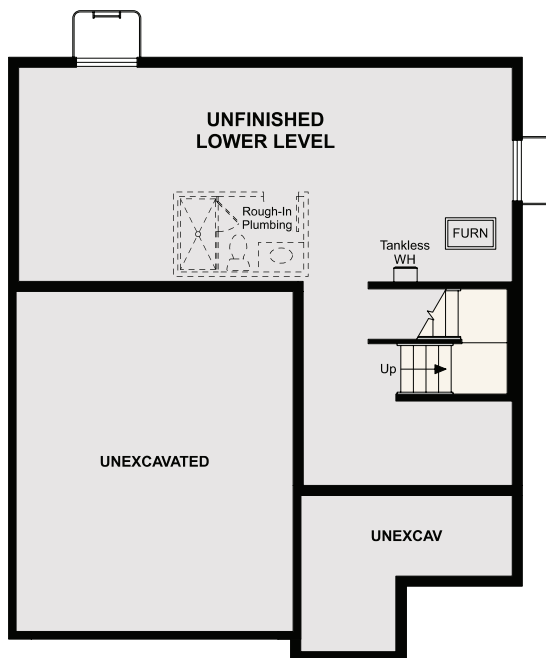 UNFINISHED
LOWER LEVEL
Rough-In
Plumbing
FURN
Tankless
WH
Up
UNEXCAVATED
UNEXCAV